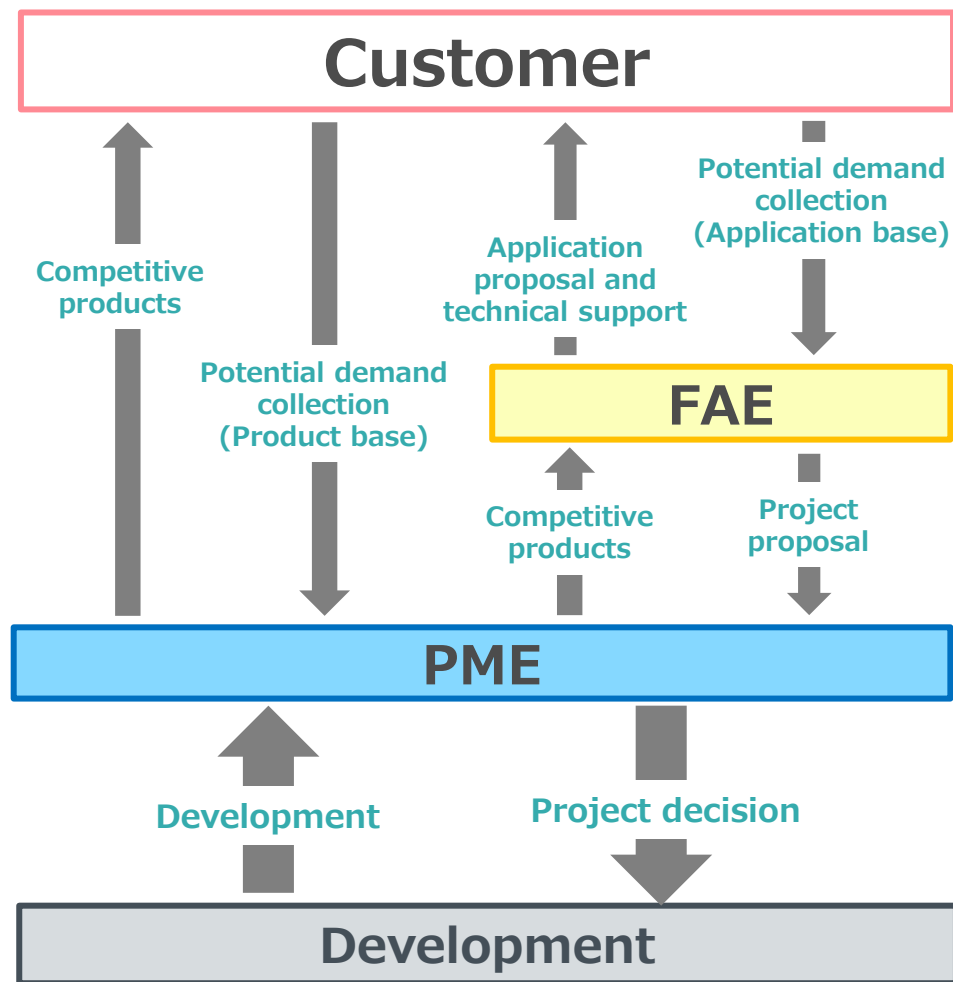 Customer
Competitive
products
Potential demand
collection
(Product base)
Application
proposal and
technical support
Potential demand
collection
(Application base)
FAE
Competitive
products
Project
proposal
PME
Development
Project decision
Development